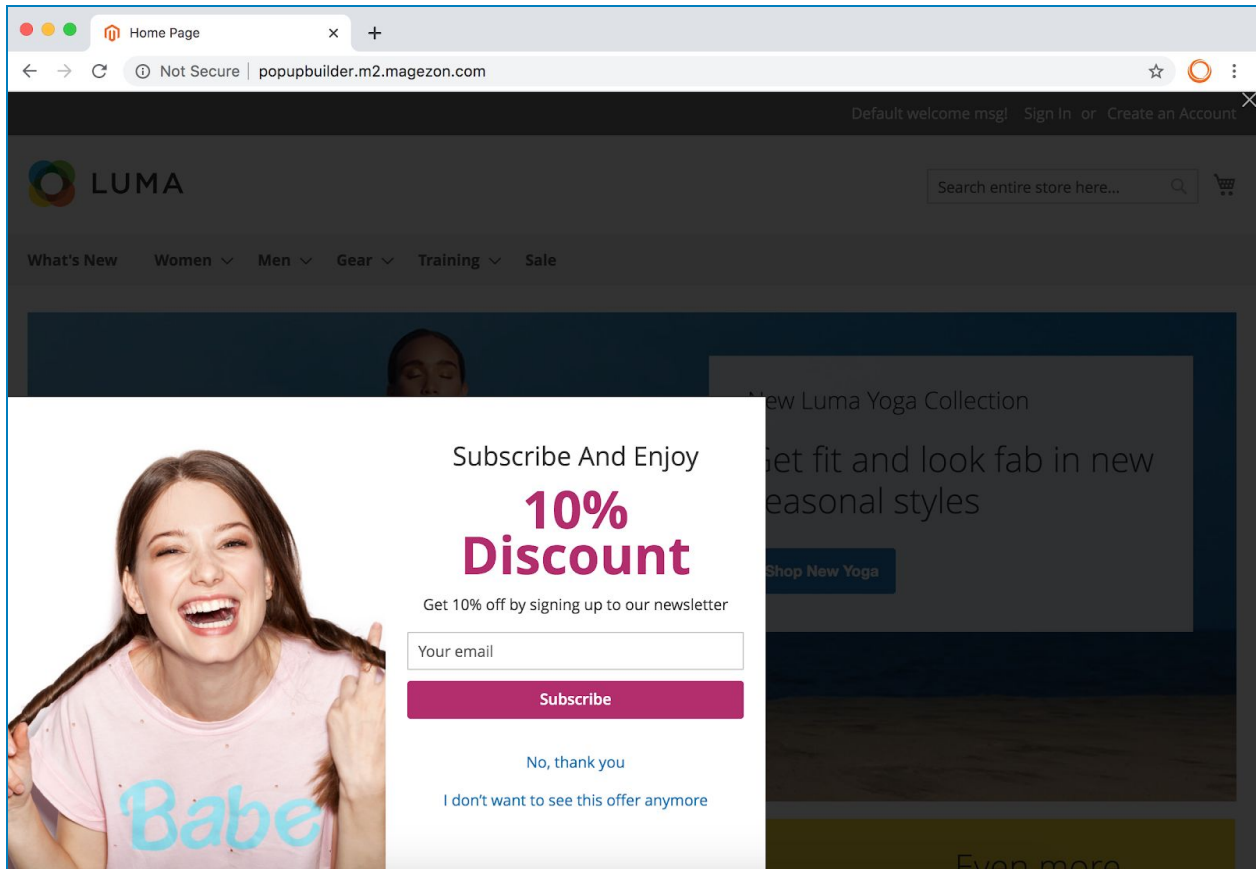 Home Page
Not Secure
popupbuilder.m2.magezon.com
Default welcome msg! Sign In or Create an Account
LUMA
Search entire store here...
What's New Women Men Gear Training Sale
New Luma Yoga Collection
Get fit and look fab in new
seasonal styles
Shop New Yoga
Subscribe And Enjoy
10%
Discount
Get 10% off by signing up to our newsletter
Your email
Subscribe
No, thank you
I don't want to see this offer anymore
Babe
Even more